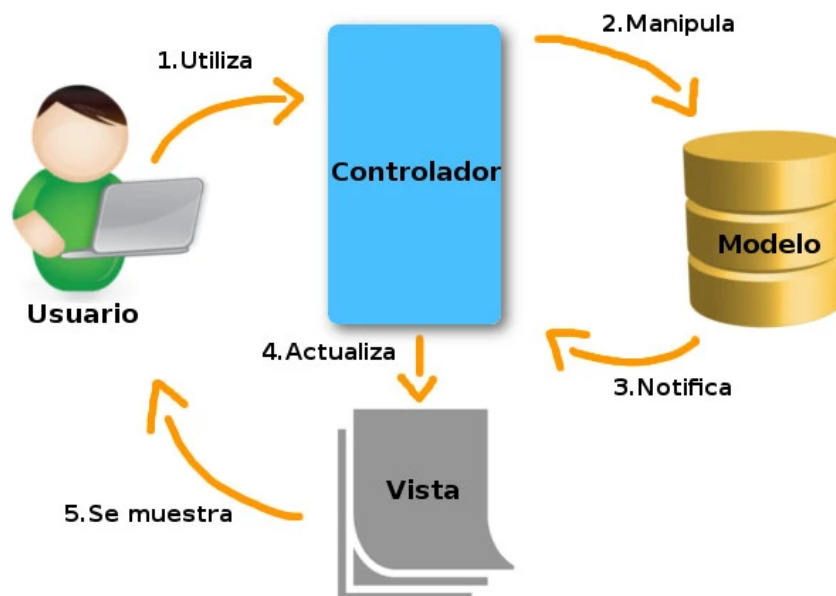 1.Utiliza
2.Manipula
Controlador
Modelo
Usuario
4.Actualiza
3.Notifica
Vista
5.Se muestra